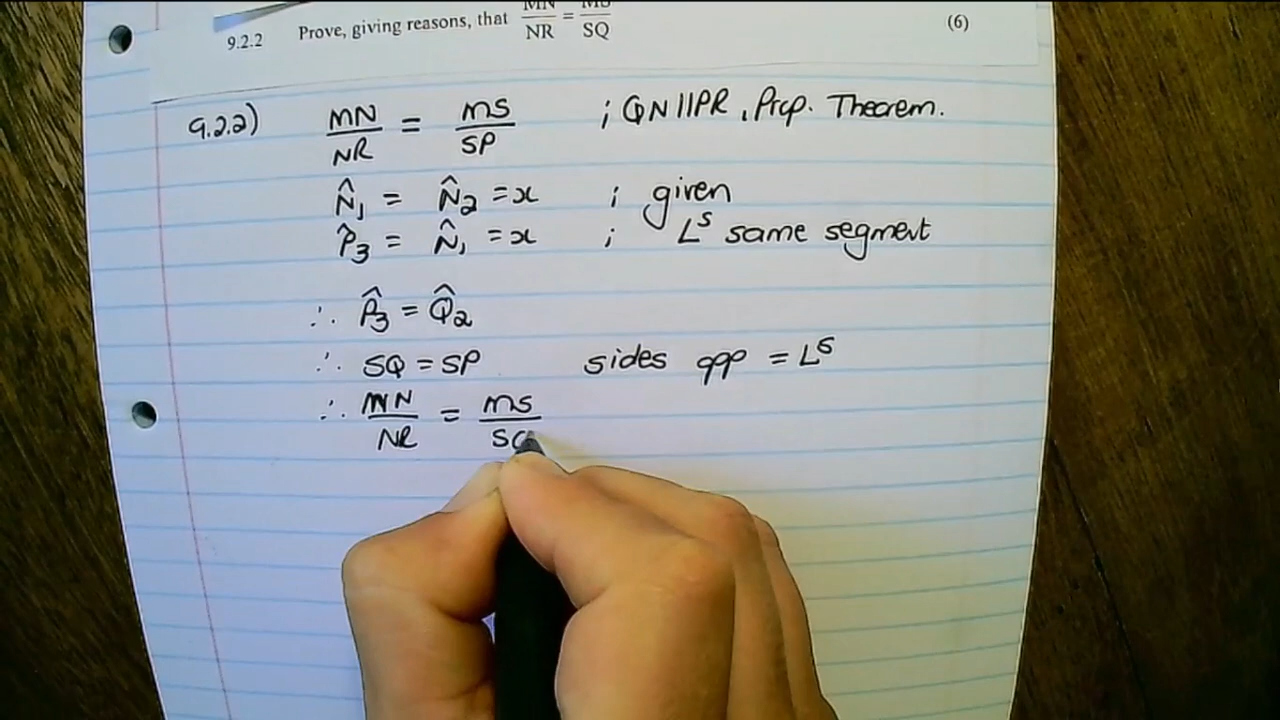 9.2.2 Prove, giving reasons, that MN/NR = MS/SQ (6)
9.2.2) MN/NR = MS/SP ; QN||PR, Prop. Theorem.
N̂₁ = N̂₂ = x ; given
P̂₃ = N̂₁ = x ; Lˢ same segment
∴ P̂₃ = Q̂₂
∴ SQ = SP sides opp = Lˢ
∴ MN/NR = MS/SQ